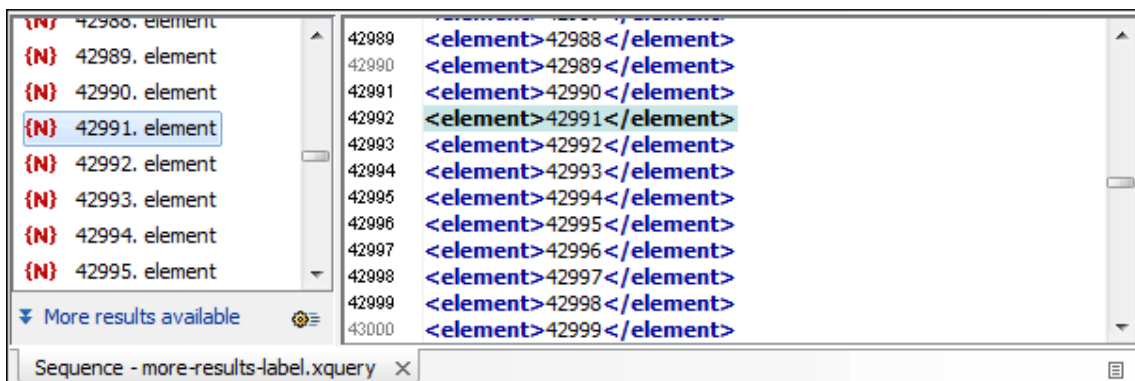 {N} 42988. element
{N} 42989. element
{N} 42990. element
{N} 42991. element
{N} 42992. element
{N} 42993. element
{N} 42994. element
{N} 42995. element
More results available
42989 <element>42988</element>
42990 <element>42989</element>
42991 <element>42990</element>
42992 <element>42991</element>
42993 <element>42992</element>
42994 <element>42993</element>
42995 <element>42994</element>
42996 <element>42995</element>
42997 <element>42996</element>
42998 <element>42997</element>
42999 <element>42998</element>
43000 <element>42999</element>
Sequence - more-results-label.xquery